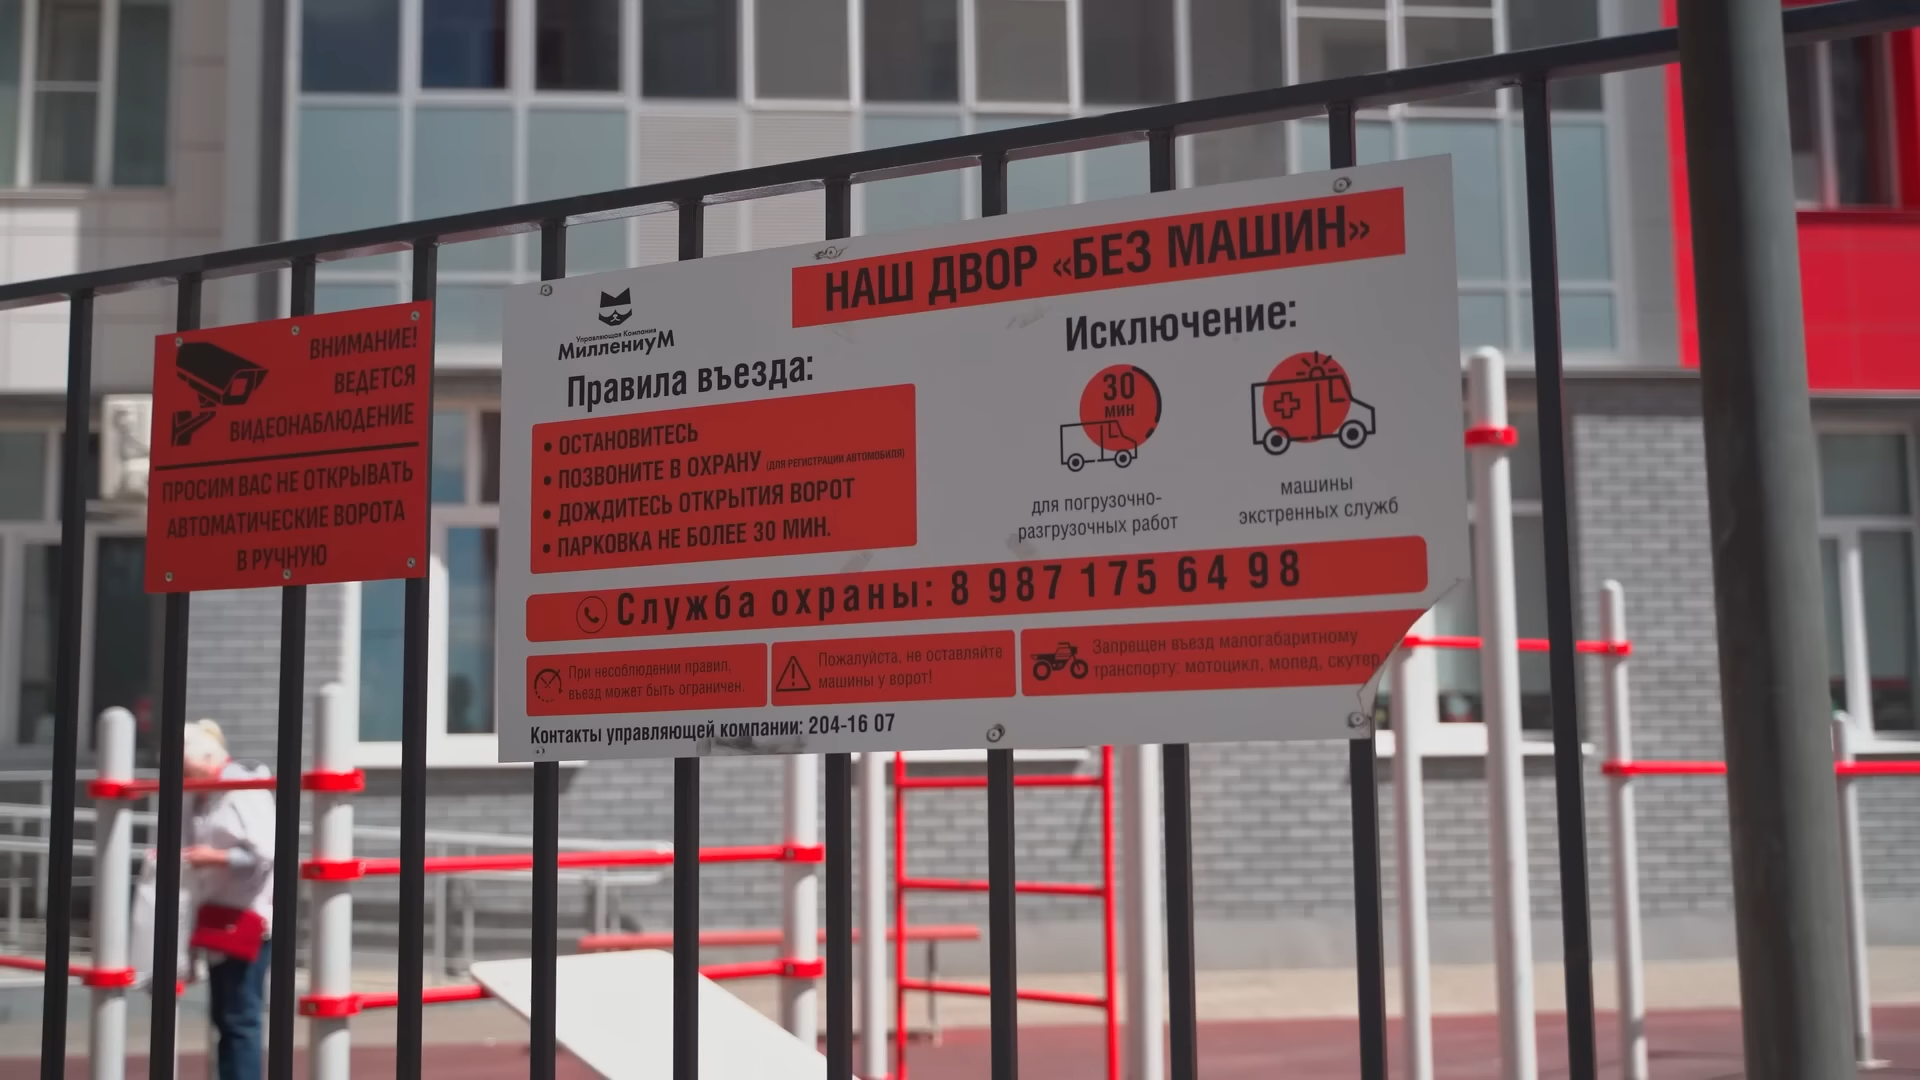 ВНИМАНИЕ!
ВЕДЕТСЯ
ВИДЕОНАБЛЮДЕНИЕ
ПРОСИМ ВАС НЕ ОТКРЫВАТЬ
АВТОМАТИЧЕСКИЕ ВОРОТА
В РУЧНУЮ
Управляющая Компания
МиллениуМ
НАШ ДВОР «БЕЗ МАШИН»
Правила въезда:
• ОСТАНОВИТЕСЬ
• ПОЗВОНИТЕ В ОХРАНУ (ДЛЯ РЕГИСТРАЦИИ АВТОМОБИЛЯ)
• ДОЖДИТЕСЬ ОТКРЫТИЯ ВОРОТ
• ПАРКОВКА НЕ БОЛЕЕ 30 МИН.
Исключение:
30
МИН
для погрузочно-
разгрузочных работ
машины
экстренных служб
Служба охраны: 8 987 175 64 98
При несоблюдении правил,
въезд может быть ограничен.
Пожалуйста, не оставляйте
машины у ворот!
Запрещен въезд малогабаритному
транспорту: мотоцикл, мопед, скутер.
Контакты управляющей компании: 204-16 07